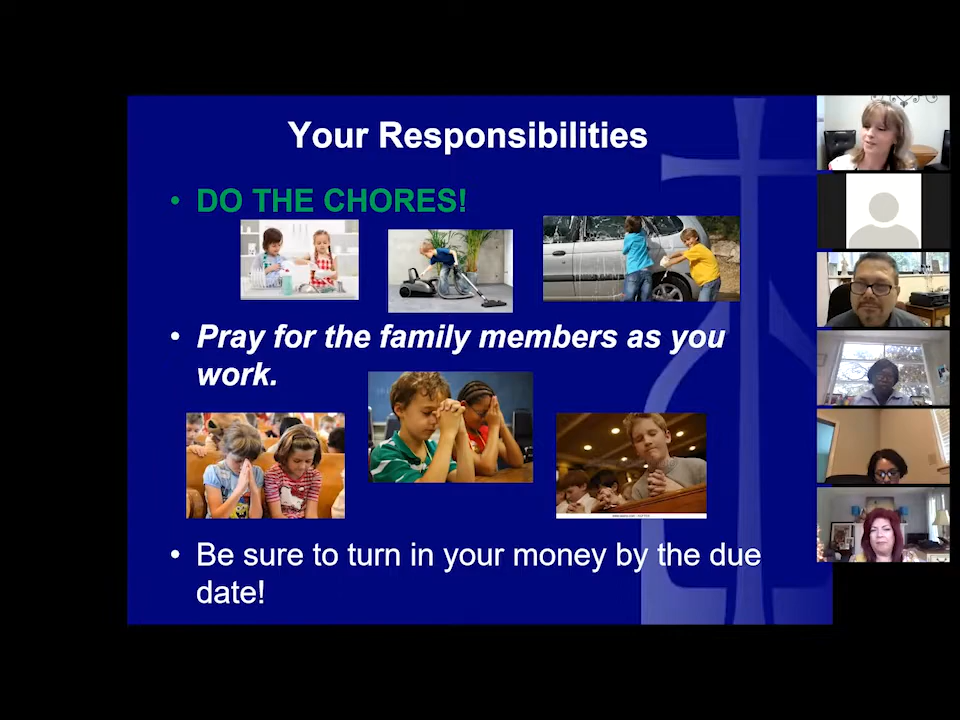 Your Responsibilities
• DO THE CHORES!
• Pray for the family members as you
work.
• Be sure to turn in your money by the due
date!